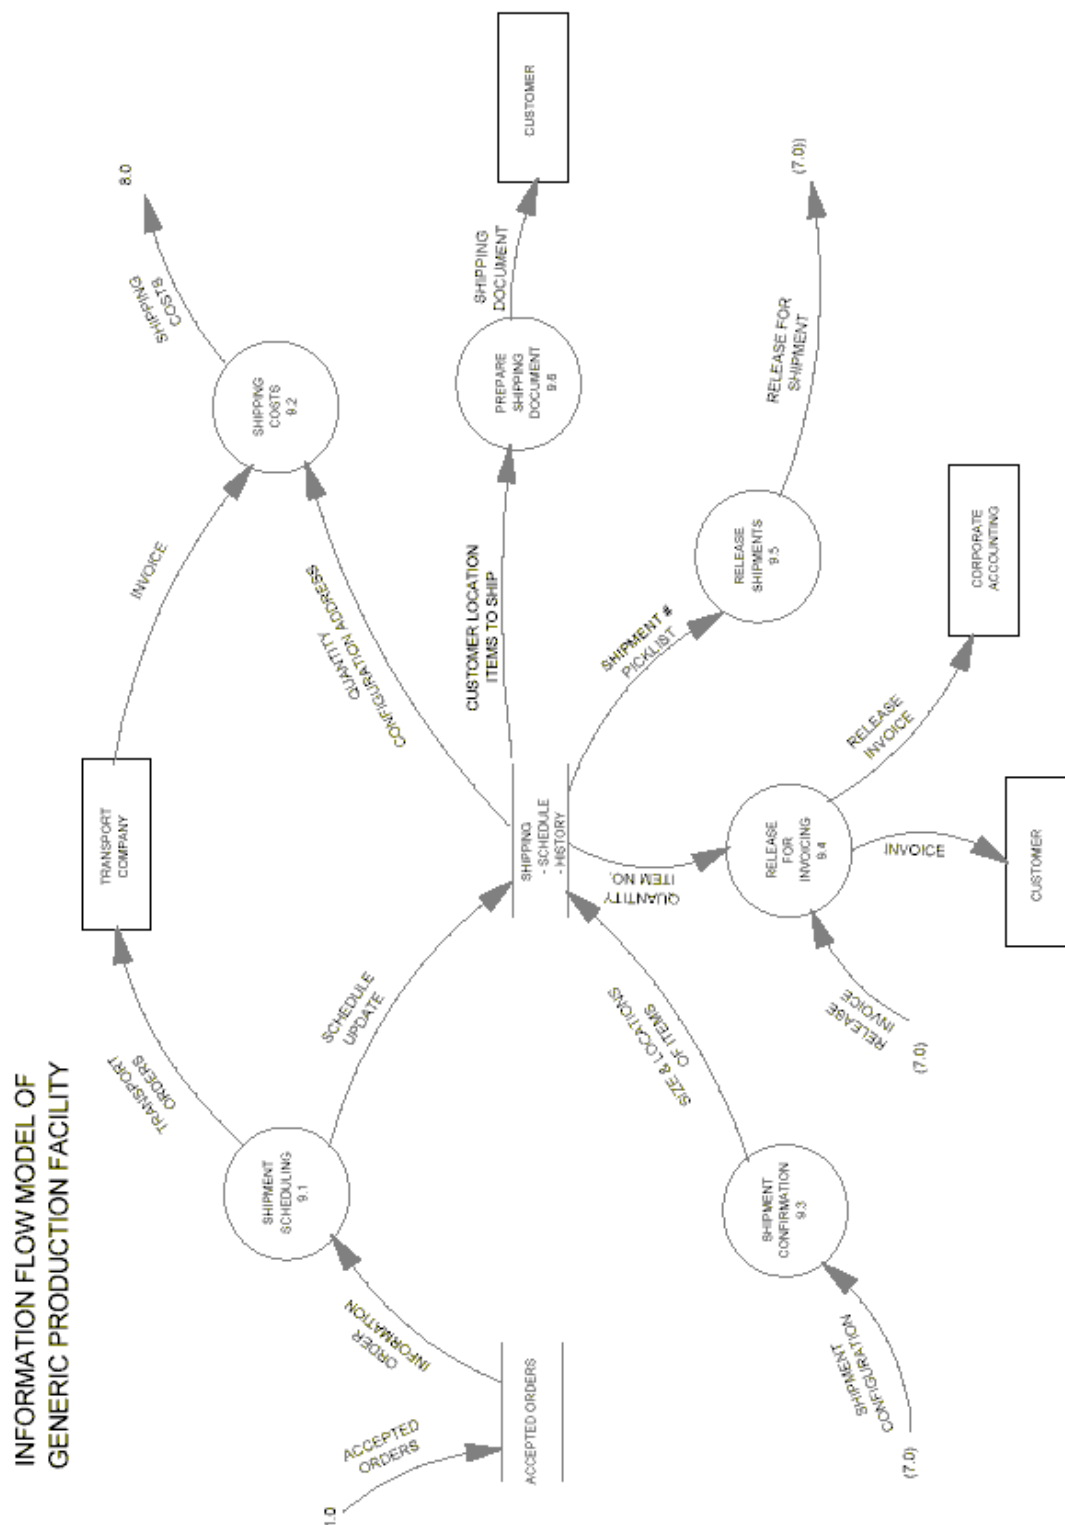 INFORMATION FLOW MODEL OF
GENERIC PRODUCTION FACILITY
1.0
ACCEPTED
ORDERS
ACCEPTED ORDERS
ORDER
INFORMATION
SHIPMENT
SCHEDULING
9.1
TRANSPORT
ORDERS
TRANSPORT
COMPANY
INVOICE
SHIPPING
COSTS
9.2
SHIPPING
COSTS
8.0
SCHEDULE
UPDATE
SHIPPING
- SCHEDULE
- HISTORY
QUANTITY
CONFIGURATION ADDRESS
CUSTOMER LOCATION
ITEMS TO SHIP
PREPARE
SHIPPING
DOCUMENT
9.6
SHIPPING
DOCUMENT
CUSTOMER
SHIPMENT #
PICKLIST
RELEASE
SHIPMENTS
9.5
RELEASE FOR
SHIPMENT
(7.0))
QUANTITY
ITEM NO.
RELEASE
FOR
INVOICING
9.4
RELEASE
INVOICE
CORPORATE
ACCOUNTING
INVOICE
CUSTOMER
RELEASE
INVOICE
(7.0)
SIZE & LOCATIONS
OF ITEMS
SHIPMENT
CONFIRMATION
9.3
SHIPMENT
CONFIGURATION
(7.0)